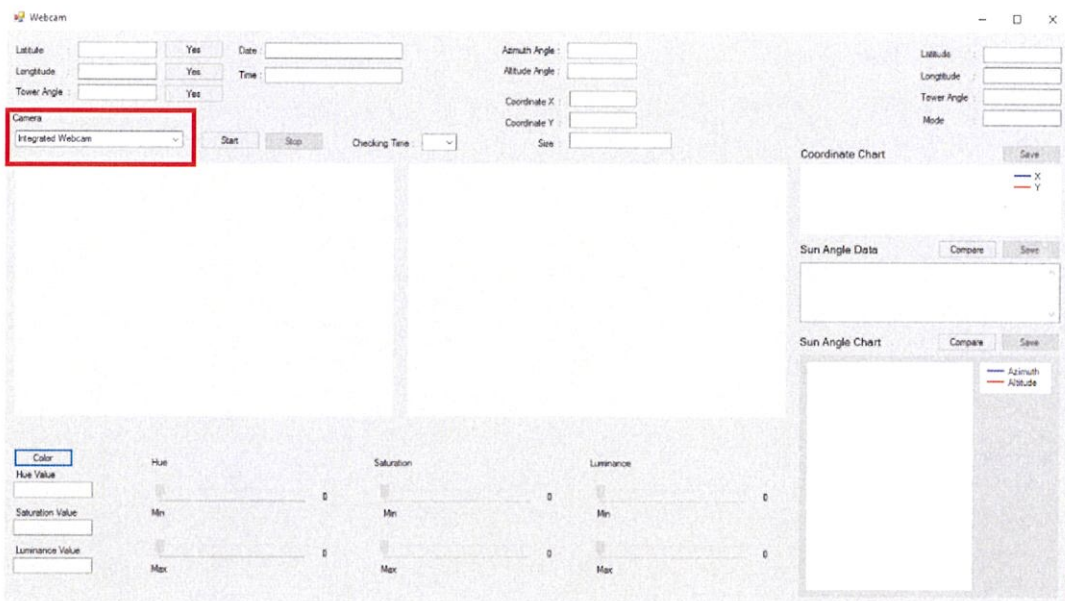 Webcam
Latitute : Yes
Longtitude : Yes
Tower Angle : Yes
Date :
Time :
Azimuth Angle :
Altitude Angle :
Coordinate X :
Coordinate Y :
Size :
Latitude :
Longtitude :
Tower Angle :
Mode :
Camera
Integrated Webcam
Start
Stop
Checking Time :
Coordinate Chart
Save
X
Y
Sun Angle Data
Compare
Save
Sun Angle Chart
Compare
Save
Azimuth
Altitude
Color
Hue Value
Saturation Value
Luminance Value
Hue
0
Min
0
Max
Saturation
0
Min
0
Max
Luminance
0
Min
0
Max